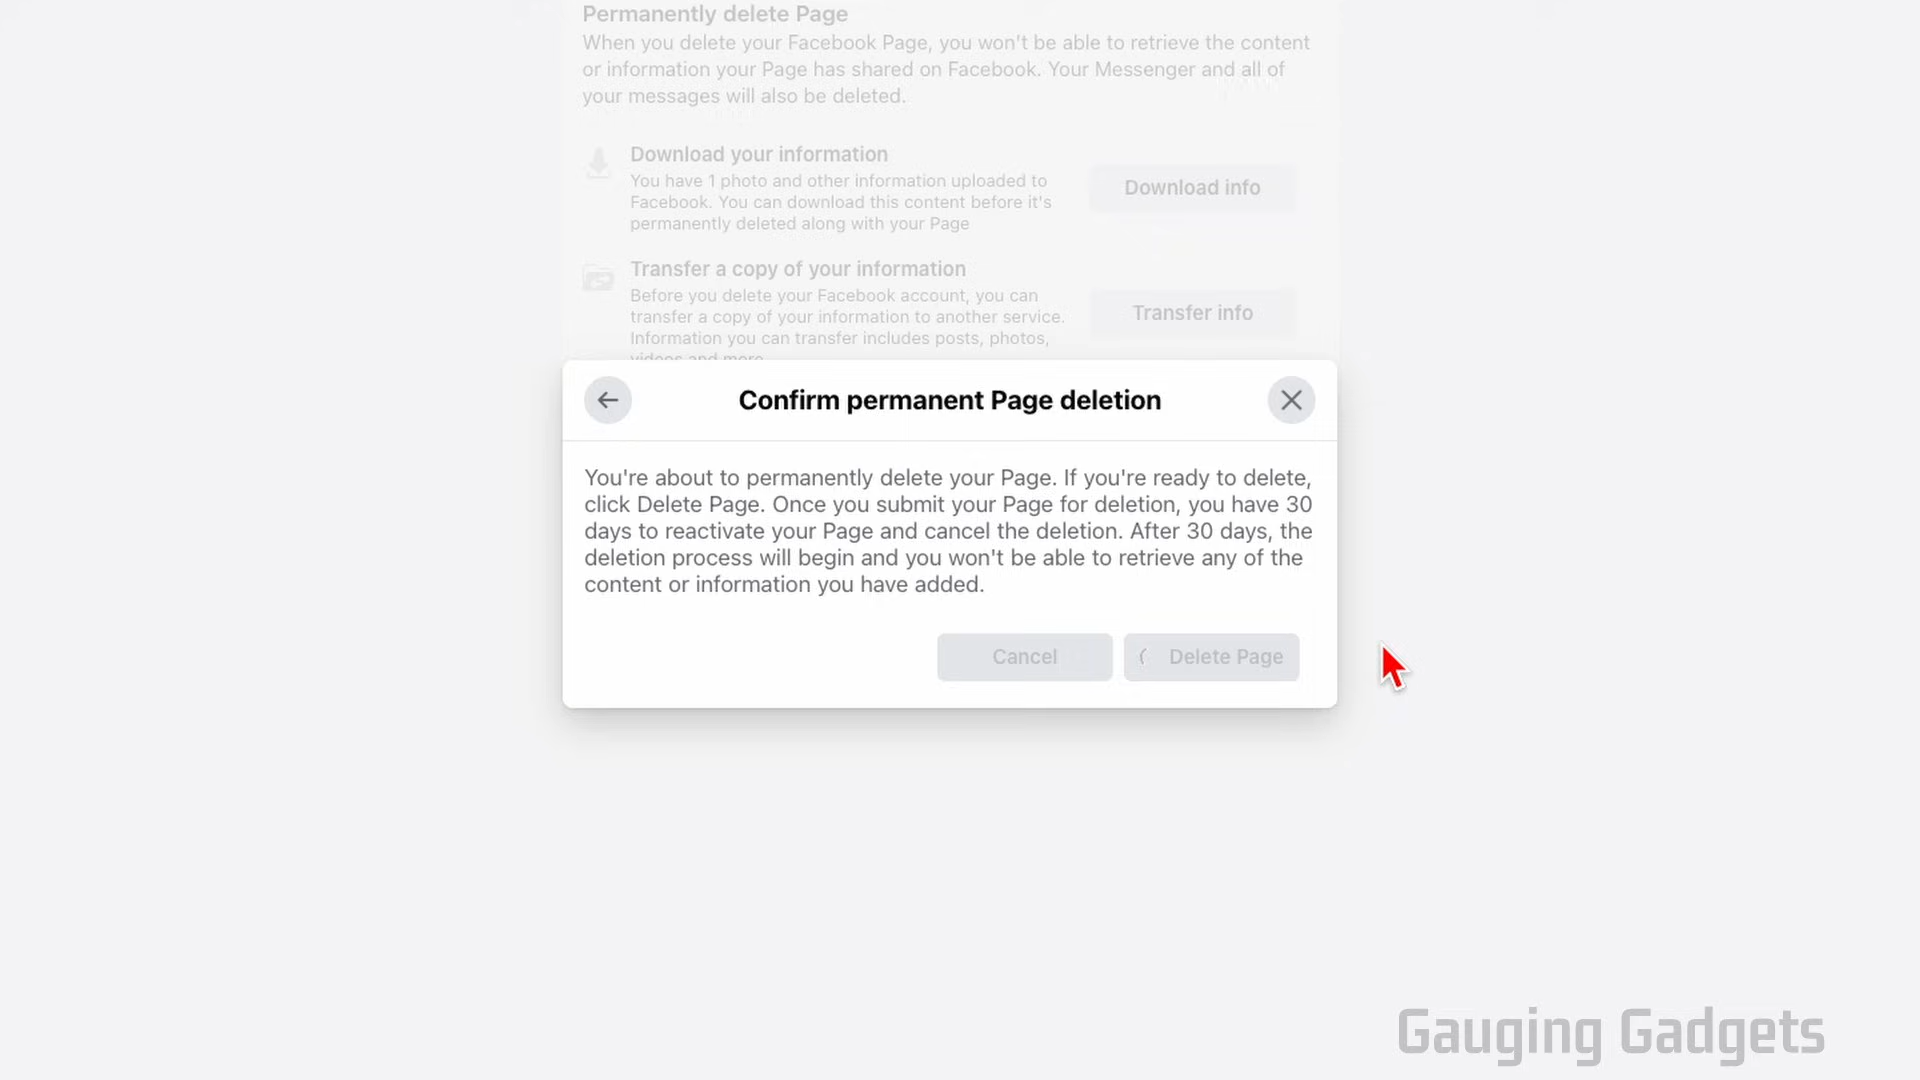 Permanently delete Page
When you delete your Facebook Page, you won't be able to retrieve the content
or information your Page has shared on Facebook. Your Messenger and all of
your messages will also be deleted.
Download your information
You have 1 photo and other information uploaded to
Facebook. You can download this content before it's
permanently deleted along with your Page
Download info
Transfer a copy of your information
Before you delete your Facebook account, you can
transfer a copy of your information to another service.
Information you can transfer includes posts, photos,
videos and more
Transfer info
Confirm permanent Page deletion
You're about to permanently delete your Page. If you're ready to delete,
click Delete Page. Once you submit your Page for deletion, you have 30
days to reactivate your Page and cancel the deletion. After 30 days, the
deletion process will begin and you won't be able to retrieve any of the
content or information you have added.
Cancel
Delete Page
Gauging Gadgets